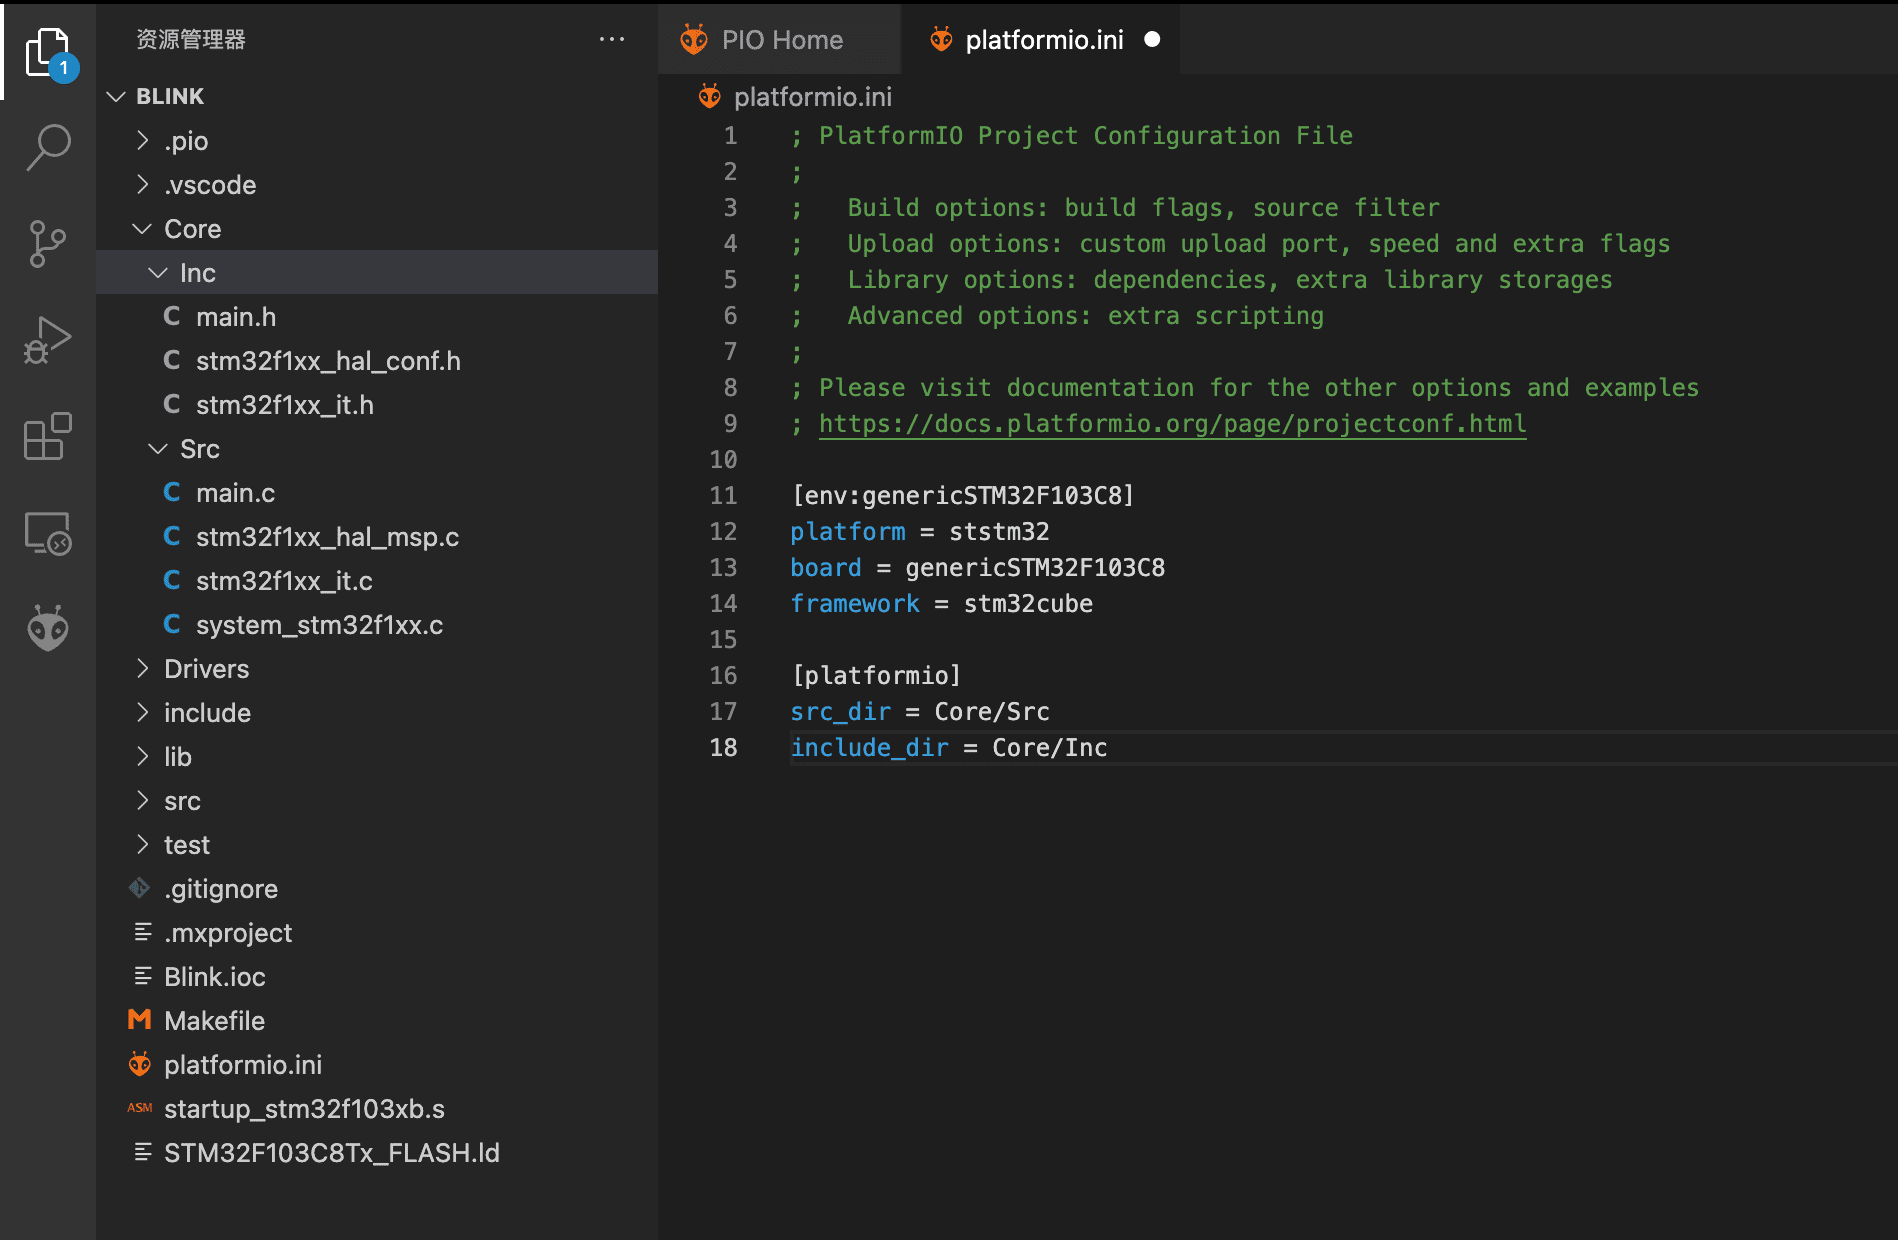 资源管理器
1
BLINK
.pio
.vscode
Core
Inc
C main.h
C stm32f1xx_hal_conf.h
C stm32f1xx_it.h
Src
C main.c
C stm32f1xx_hal_msp.c
C stm32f1xx_it.c
C system_stm32f1xx.c
Drivers
include
lib
src
test
.gitignore
.mxproject
Blink.ioc
M Makefile
platformio.ini
ASM startup_stm32f103xb.s
STM32F103C8Tx_FLASH.ld
PIO Home
platformio.ini
platformio.ini
1 ; PlatformIO Project Configuration File
2 ;
3 ;   Build options: build flags, source filter
4 ;   Upload options: custom upload port, speed and extra flags
5 ;   Library options: dependencies, extra library storages
6 ;   Advanced options: extra scripting
7 ;
8 ; Please visit documentation for the other options and examples
9 ; https://docs.platformio.org/page/projectconf.html
10
11 [env:genericSTM32F103C8]
12 platform = ststm32
13 board = genericSTM32F103C8
14 framework = stm32cube
15
16 [platformio]
17 src_dir = Core/Src
18 include_dir = Core/Inc